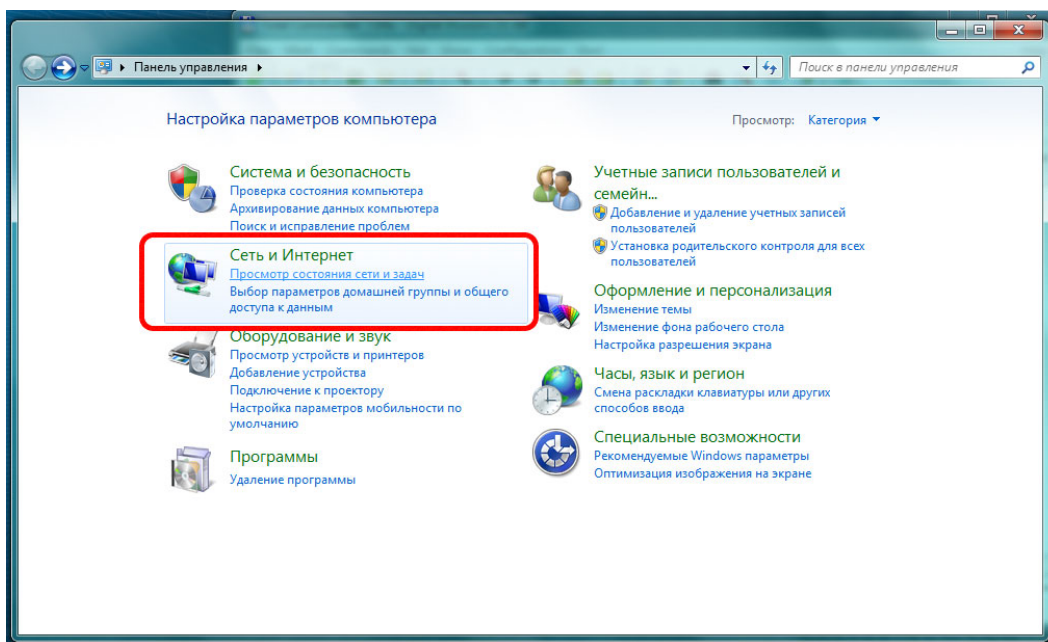 Панель управления
Поиск в панели управления
Настройка параметров компьютера
Просмотр: Категория
Система и безопасность
Проверка состояния компьютера
Архивирование данных компьютера
Поиск и исправление проблем
Сеть и Интернет
Просмотр состояния сети и задач
Выбор параметров домашней группы и общего
доступа к данным
Оборудование и звук
Просмотр устройств и принтеров
Добавление устройства
Подключение к проектору
Настройка параметров мобильности по
умолчанию
Программы
Удаление программы
Учетные записи пользователей и
семейн...
Добавление и удаление учетных записей
пользователей
Установка родительского контроля для всех
пользователей
Оформление и персонализация
Изменение темы
Изменение фона рабочего стола
Настройка разрешения экрана
Часы, язык и регион
Смена раскладки клавиатуры или других
способов ввода
Специальные возможности
Рекомендуемые Windows параметры
Оптимизация изображения на экране